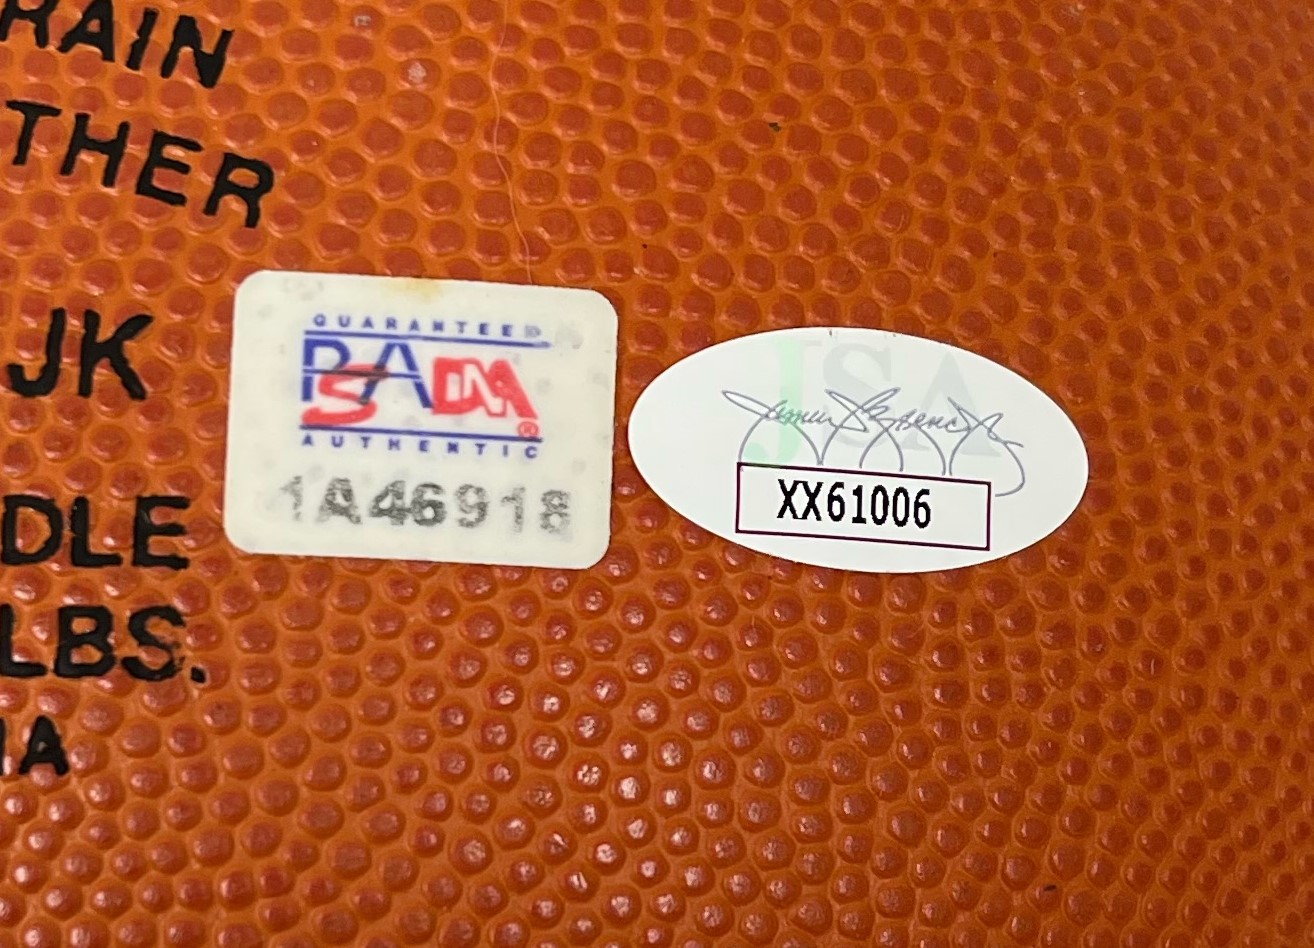 RAIN
THER
JK
DLE
LBS.
IA
GUARANTEED
PSA DNA®
AUTHENTIC
1A46918
JSA
XX61006